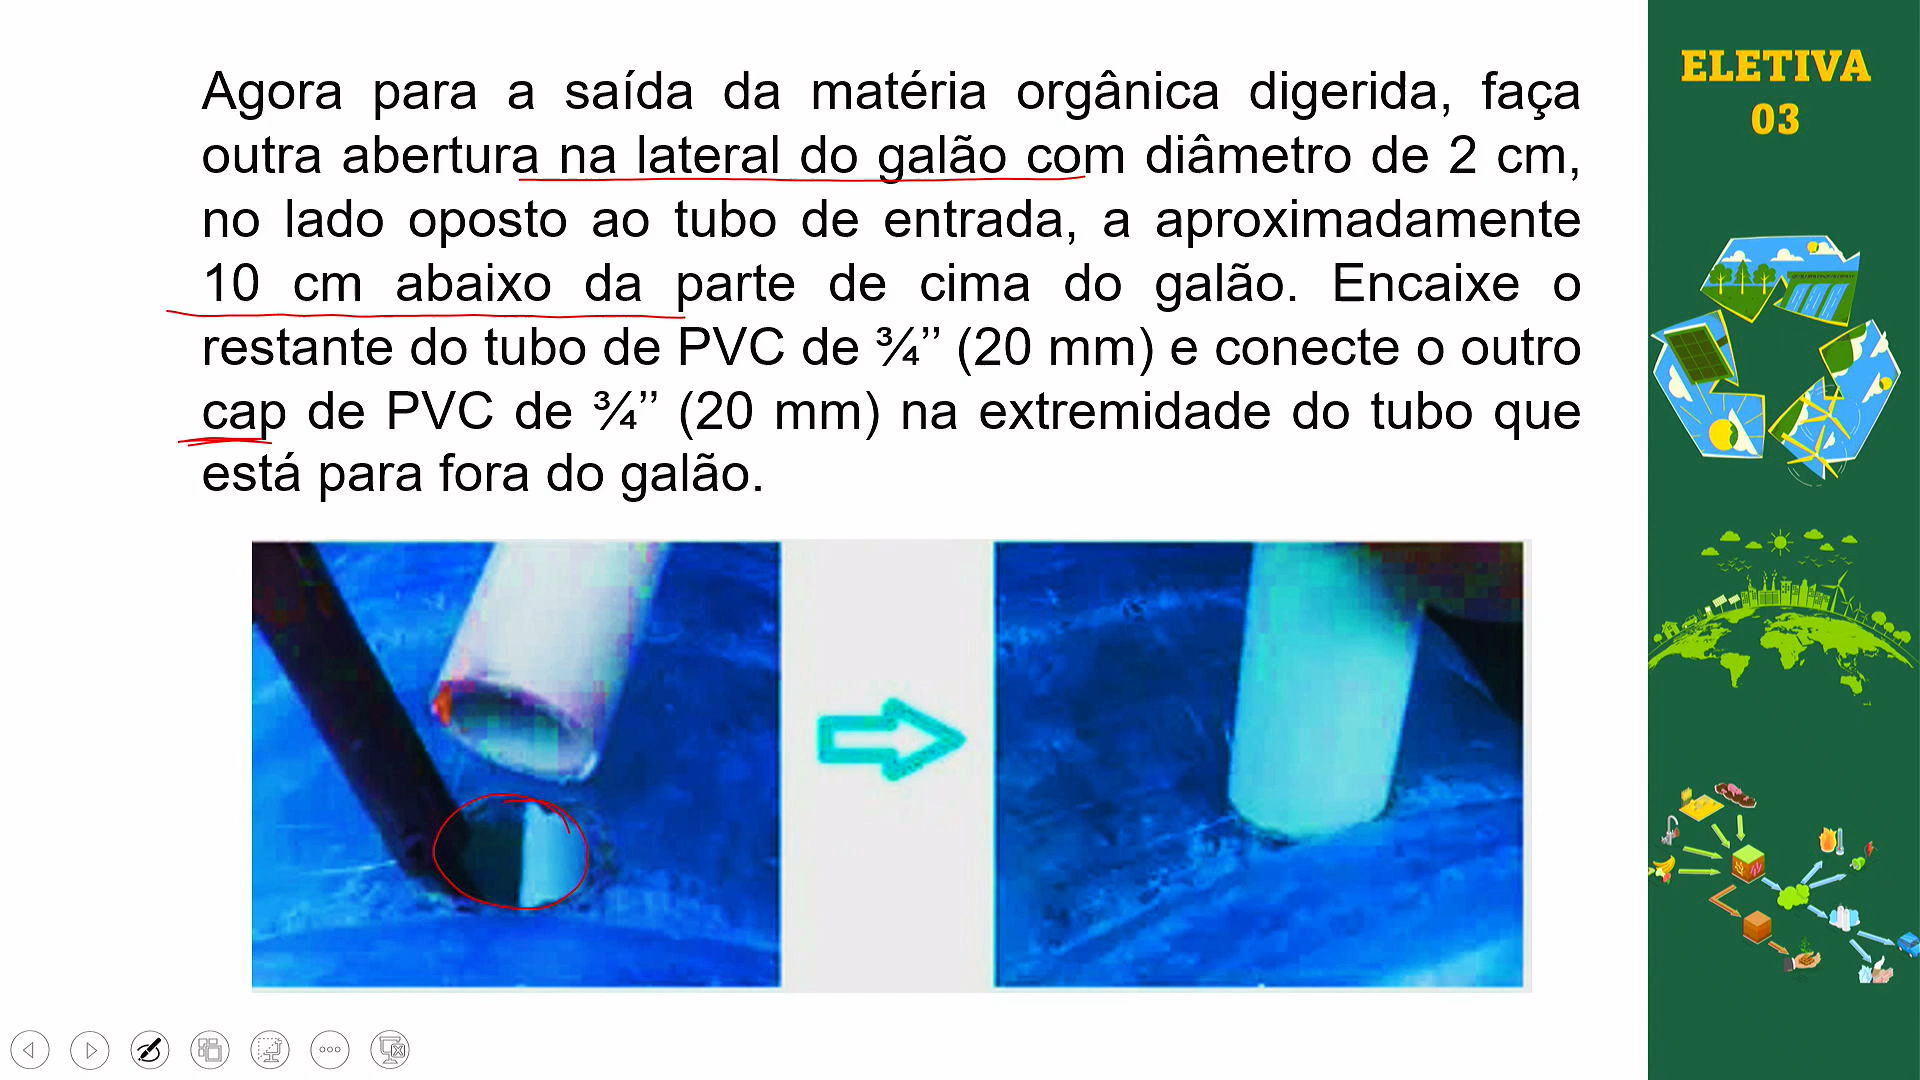 Agora para a saída da matéria orgânica digerida, faça
outra abertura na lateral do galão com diâmetro de 2 cm,
no lado oposto ao tubo de entrada, a aproximadamente
10 cm abaixo da parte de cima do galão. Encaixe o
restante do tubo de PVC de ¾’’ (20 mm) e conecte o outro
cap de PVC de ¾’’ (20 mm) na extremidade do tubo que
está para fora do galão.
ELETIVA
03